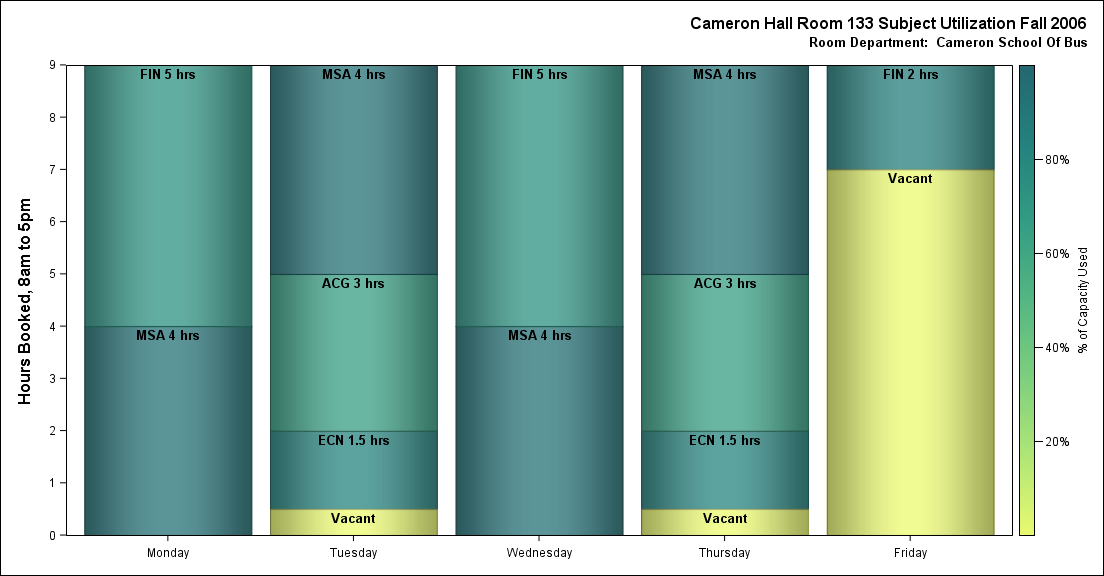 Cameron Hall Room 133 Subject Utilization Fall 2006
Room Department:  Cameron School Of Bus
Hours Booked, 8am to 5pm
9
8
7
6
5
4
3
2
1
0
FIN 5 hrs
MSA 4 hrs
Monday
MSA 4 hrs
ACG 3 hrs
ECN 1.5 hrs
Vacant
Tuesday
FIN 5 hrs
MSA 4 hrs
Wednesday
MSA 4 hrs
ACG 3 hrs
ECN 1.5 hrs
Vacant
Thursday
FIN 2 hrs
Vacant
Friday
80%
60%
40%
20%
% of Capacity Used